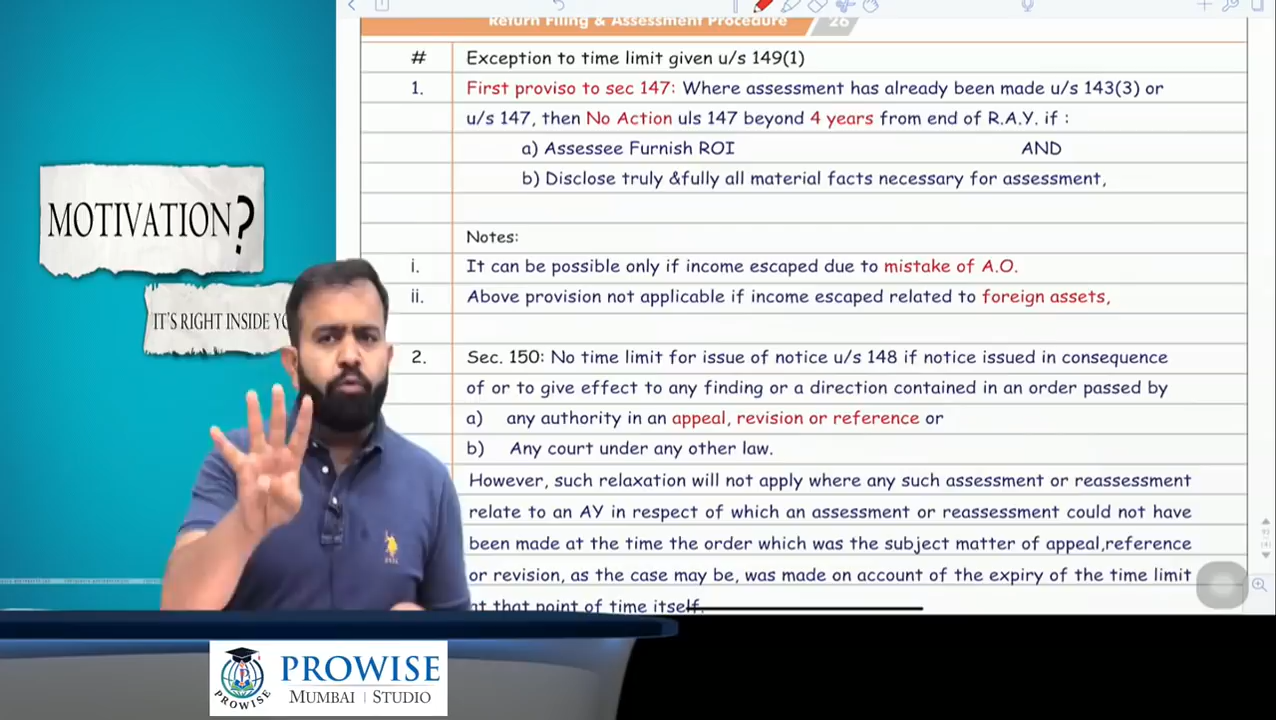 Return Filing & Assessment Procedure 26
# Exception to time limit given u/s 149(1)
1. First proviso to sec 147: Where assessment has already been made u/s 143(3) or
u/s 147, then No Action uls 147 beyond 4 years from end of R.A.Y. if :
a) Assessee Furnish ROI AND
b) Disclose truly &fully all material facts necessary for assessment,
Notes:
i. It can be possible only if income escaped due to mistake of A.O.
ii. Above provision not applicable if income escaped related to foreign assets,
2. Sec. 150: No time limit for issue of notice u/s 148 if notice issued in consequence
of or to give effect to any finding or a direction contained in an order passed by
a) any authority in an appeal, revision or reference or
b) Any court under any other law.
However, such relaxation will not apply where any such assessment or reassessment
relate to an AY in respect of which an assessment or reassessment could not have
been made at the time the order which was the subject matter of appeal,reference
or revision, as the case may be, was made on account of the expiry of the time limit
at that point of time itself.
MOTIVATION?
IT'S RIGHT INSIDE
PROWISE
PROWISE
MUMBAI | STUDIO